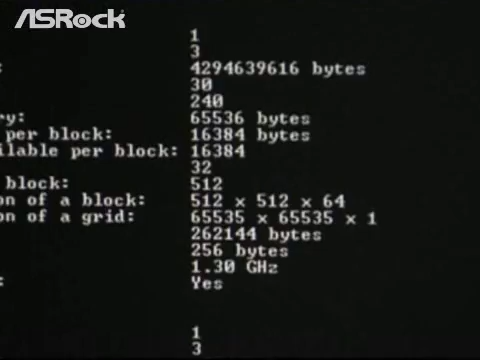 ASRock
1
3
: 4294639616 bytes
30
240
ry: 65536 bytes
per block: 16384 bytes
ilable per block: 16384
32
block: 512
on of a block: 512 x 512 x 64
on of a grid: 65535 x 65535 x 1
262144 bytes
256 bytes
1.30 GHz
: Yes
1
3